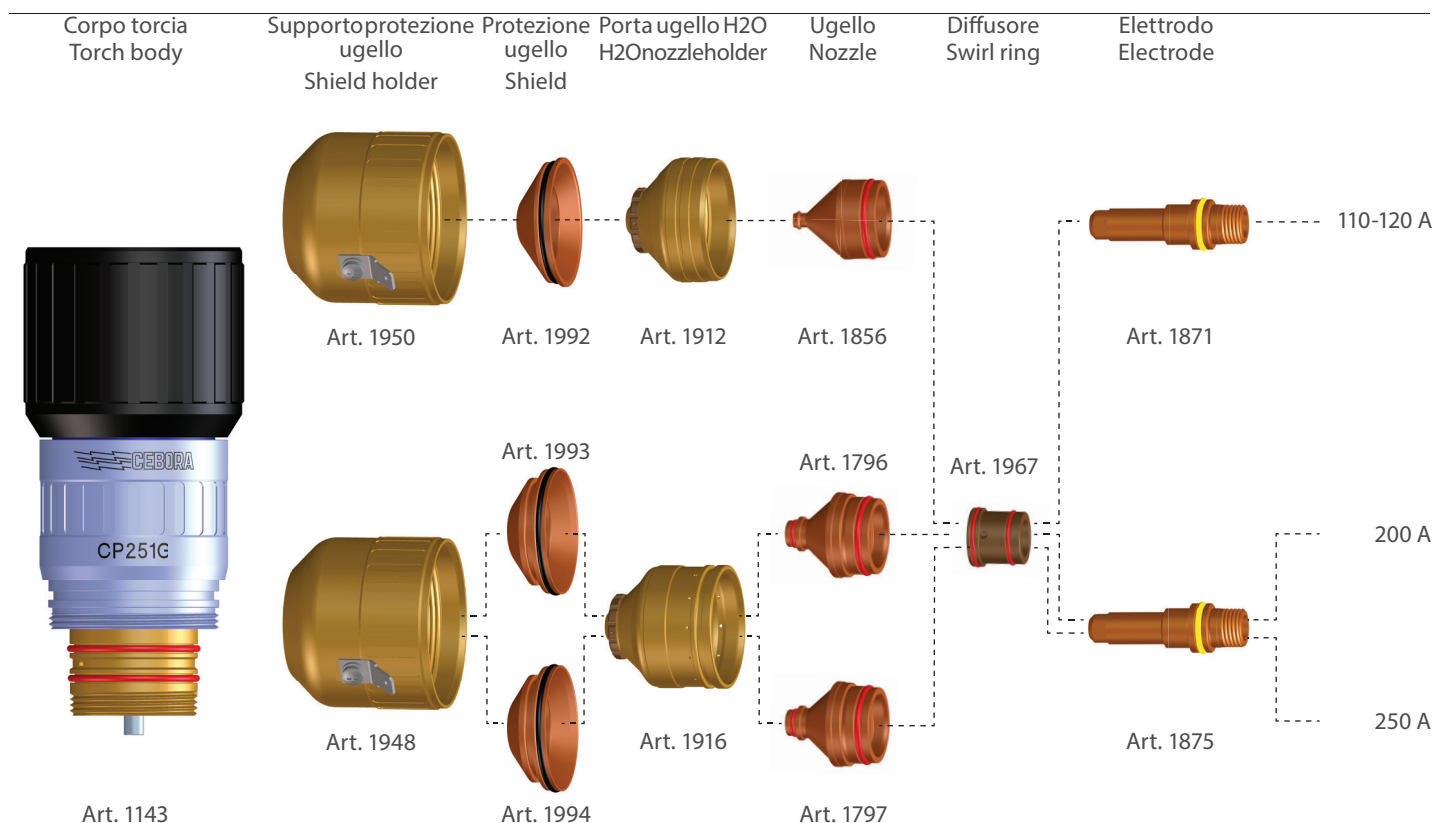 Corpo torcia
Torch body
Supportoprotezione
ugello
Shield holder
Protezione
ugello
Shield
Porta ugello H2O
H2Onozzleholder
Ugello
Nozzle
Diffusore
Swirl ring
Elettrodo
Electrode
110-120 A
Art. 1950
Art. 1992
Art. 1912
Art. 1856
Art. 1871
CEBORA
CP251G
Art. 1993
Art. 1796
Art. 1967
200 A
250 A
Art. 1948
Art. 1916
Art. 1875
Art. 1143
Art. 1994
Art. 1797